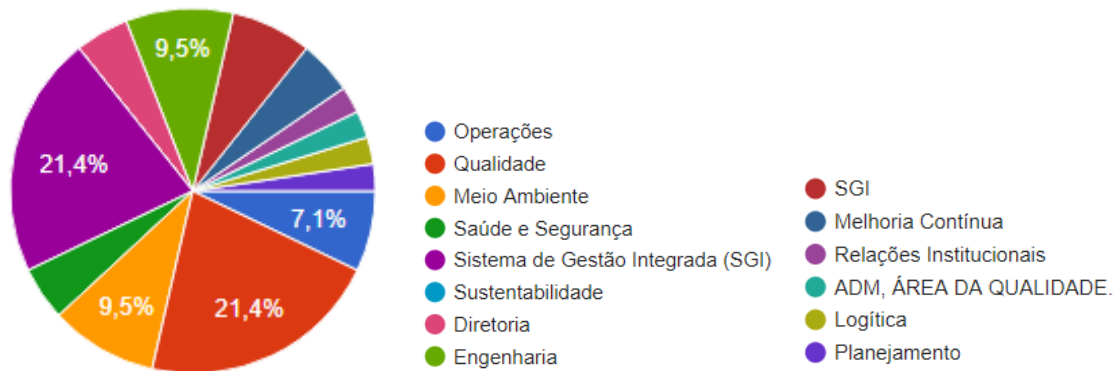 9,5%
21,4%
7,1%
9,5%
21,4%
Operações
Qualidade
Meio Ambiente
Saúde e Segurança
Sistema de Gestão Integrada (SGI)
Sustentabilidade
Diretoria
Engenharia
SGI
Melhoria Contínua
Relações Institucionais
ADM, ÁREA DA QUALIDADE.
Logítica
Planejamento